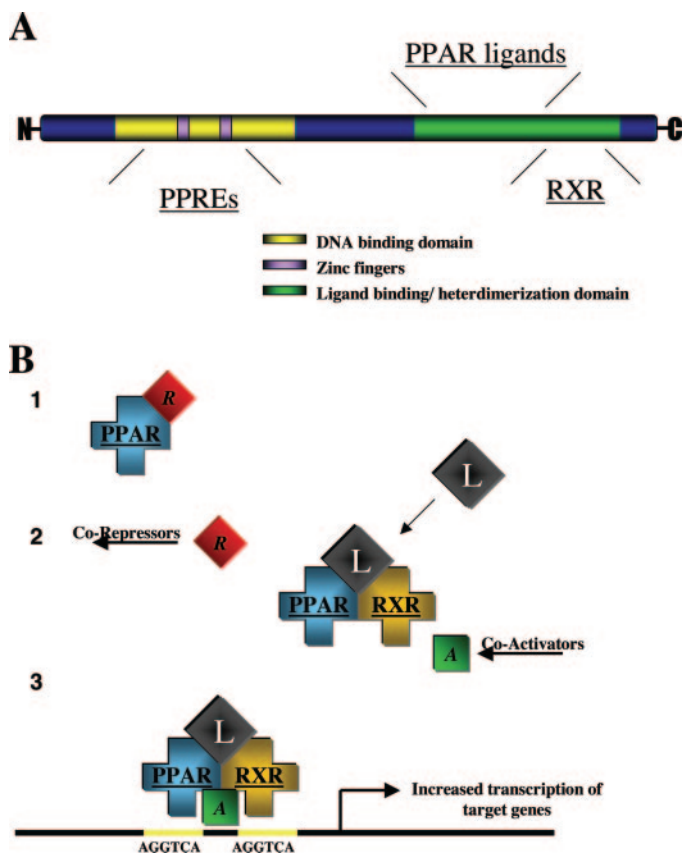 A
PPAR ligands
N
C
PPREs
RXR
DNA binding domain
Zinc fingers
Ligand binding/ heterdimerization domain
B
1
R
PPAR
L
2
Co-Repressors
R
L
PPAR
RXR
A
Co-Activators
3
L
PPAR
RXR
A
Increased transcription of
target genes
AGGTCA
AGGTCA